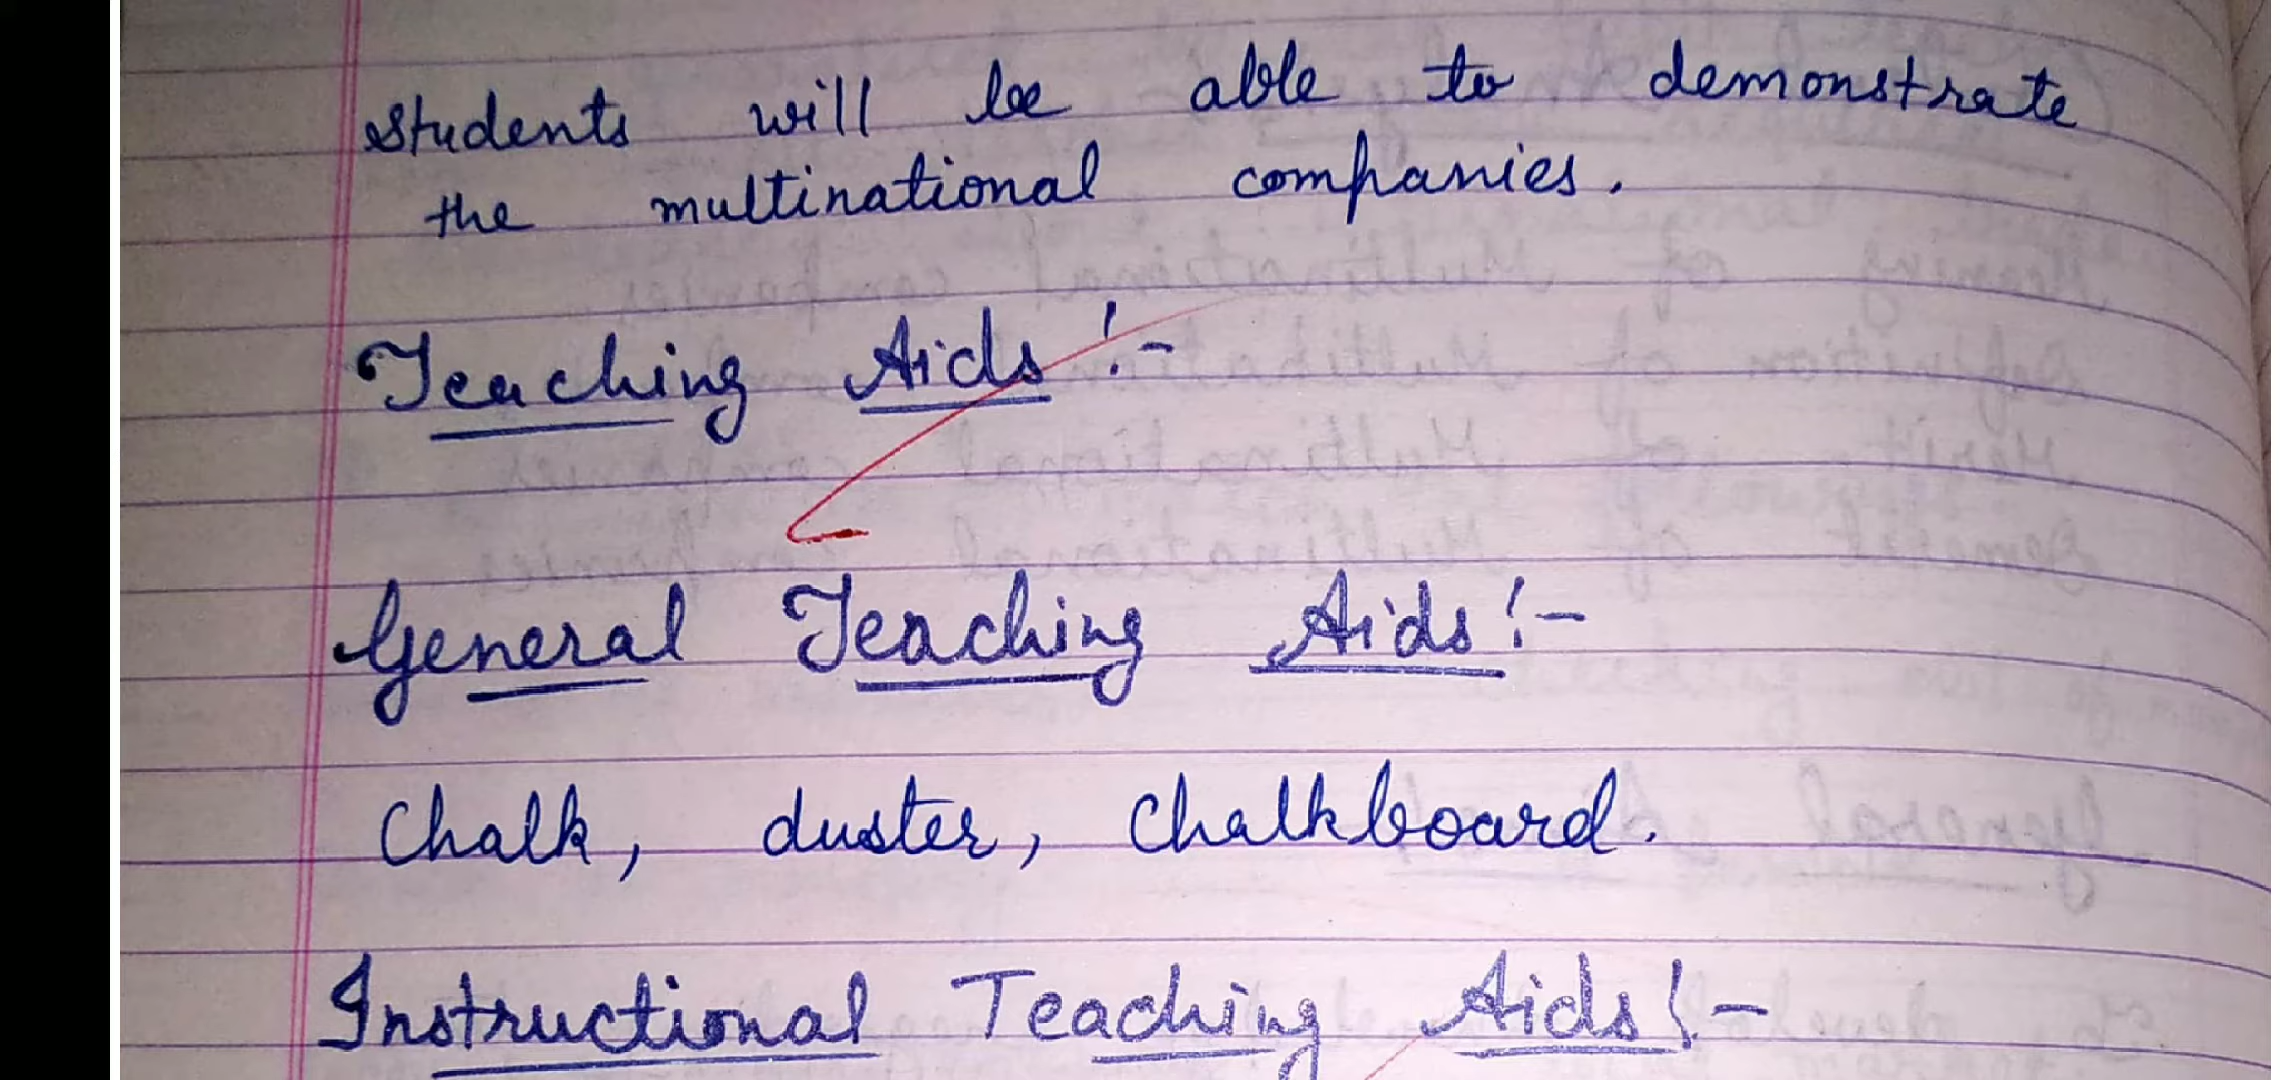 students will be able to demonstrate
the multinational companies.
Teaching Aids :-
General Teaching Aids :-
Chalk, duster, Chalkboard.
Instructional Teaching Aids :-